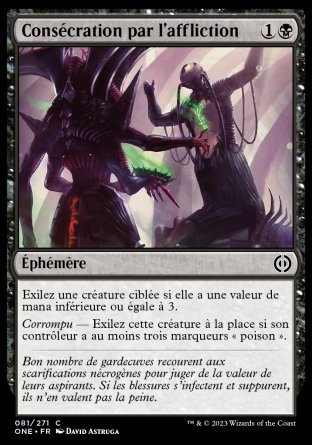 Consécration par l'affliction 1
Éphémère
Exilez une créature ciblée si elle a une valeur de
mana inférieure ou égale à 3.
Corrompu — Exilez cette créature à la place si son
contrôleur a au moins trois marqueurs « poison ».
Bon nombre de gardecuves recourent aux
scarifications nécrogènes pour juger de la valeur de
leurs aspirants. Si les blessures s'infectent et suppurent,
ils n'en valent pas la peine.
081/271 C
ONE • FR DAVID ASTRUGA
™ & © 2023 Wizards of the Coast